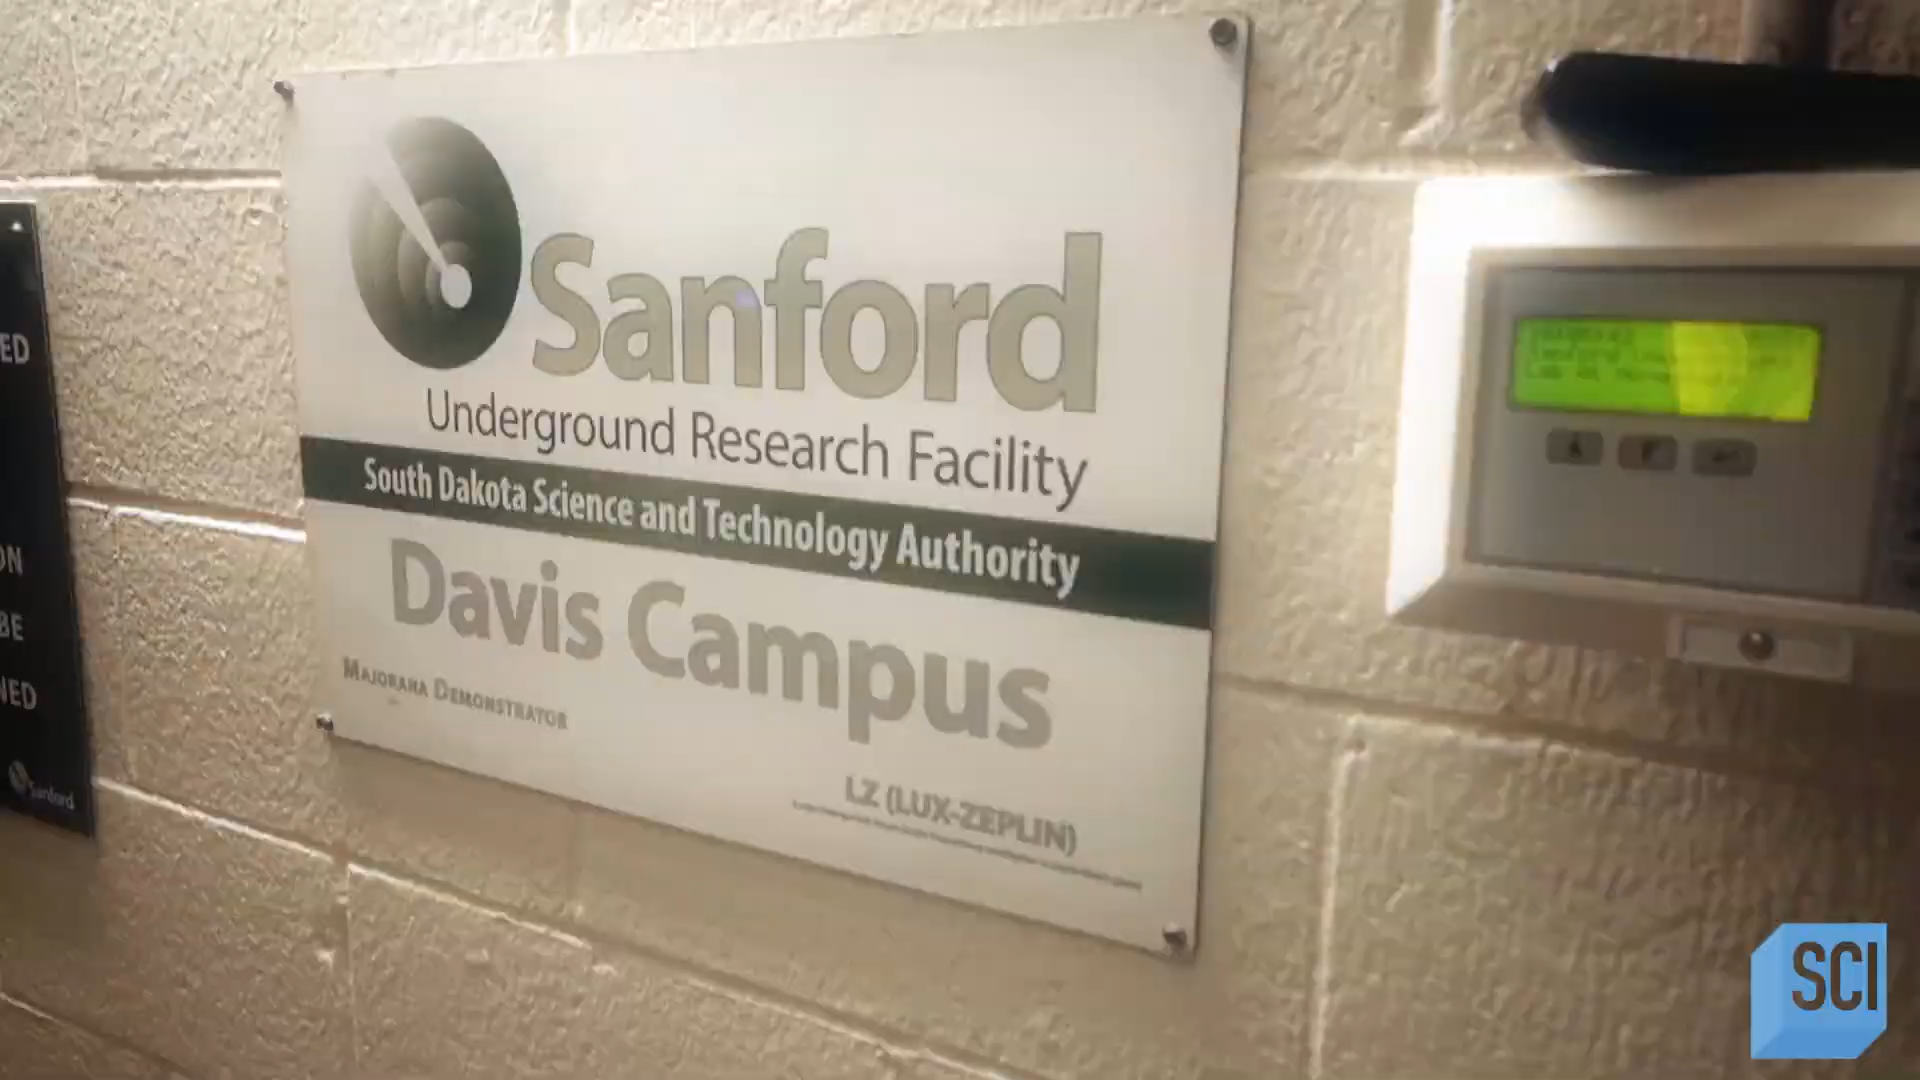 ED
ON
BE
NED
Sanford
Sanford
Underground Research Facility
South Dakota Science and Technology Authority
Davis Campus
MAJORANA DEMONSTRATOR
LZ (LUX-ZEPLIN)
SCI